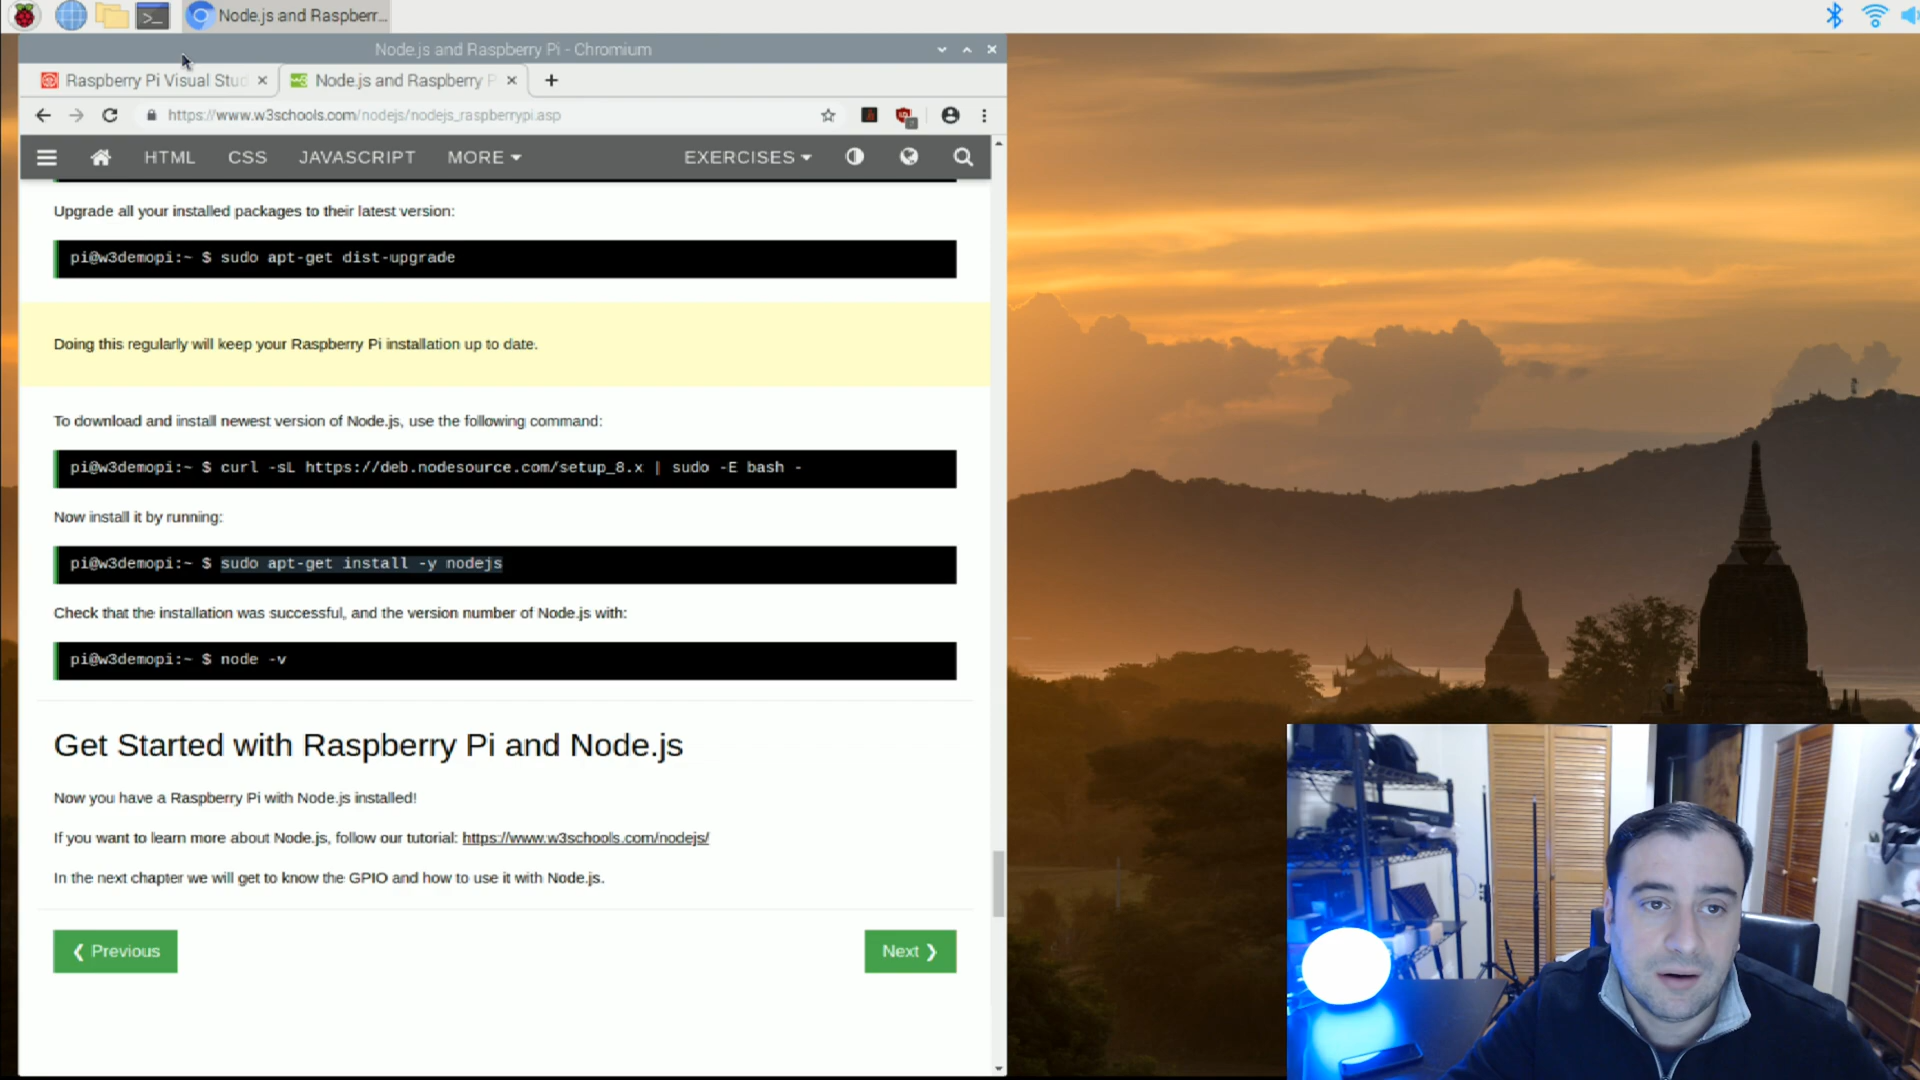 Node.js and Raspberr...
Node.js and Raspberry Pi - Chromium
Raspberry Pi Visual Stud
Node.js and Raspberry P
https://www.w3schools.com/nodejs/nodejs_raspberrypi.asp
HTML CSS JAVASCRIPT MORE EXERCISES
Upgrade all your installed packages to their latest version:
pi@w3demopi:~ $ sudo apt-get dist-upgrade
Doing this regularly will keep your Raspberry Pi installation up to date.
To download and install newest version of Node.js, use the following command:
pi@w3demopi:~ $ curl -sL https://deb.nodesource.com/setup_8.x | sudo -E bash -
Now install it by running:
pi@w3demopi:~ $ sudo apt-get install -y nodejs
Check that the installation was successful, and the version number of Node.js with:
pi@w3demopi:~ $ node -v
Get Started with Raspberry Pi and Node.js
Now you have a Raspberry Pi with Node.js installed!
If you want to learn more about Node.js, follow our tutorial: https://www.w3schools.com/nodejs/
In the next chapter we will get to know the GPIO and how to use it with Node.js.
❮ Previous
Next ❯